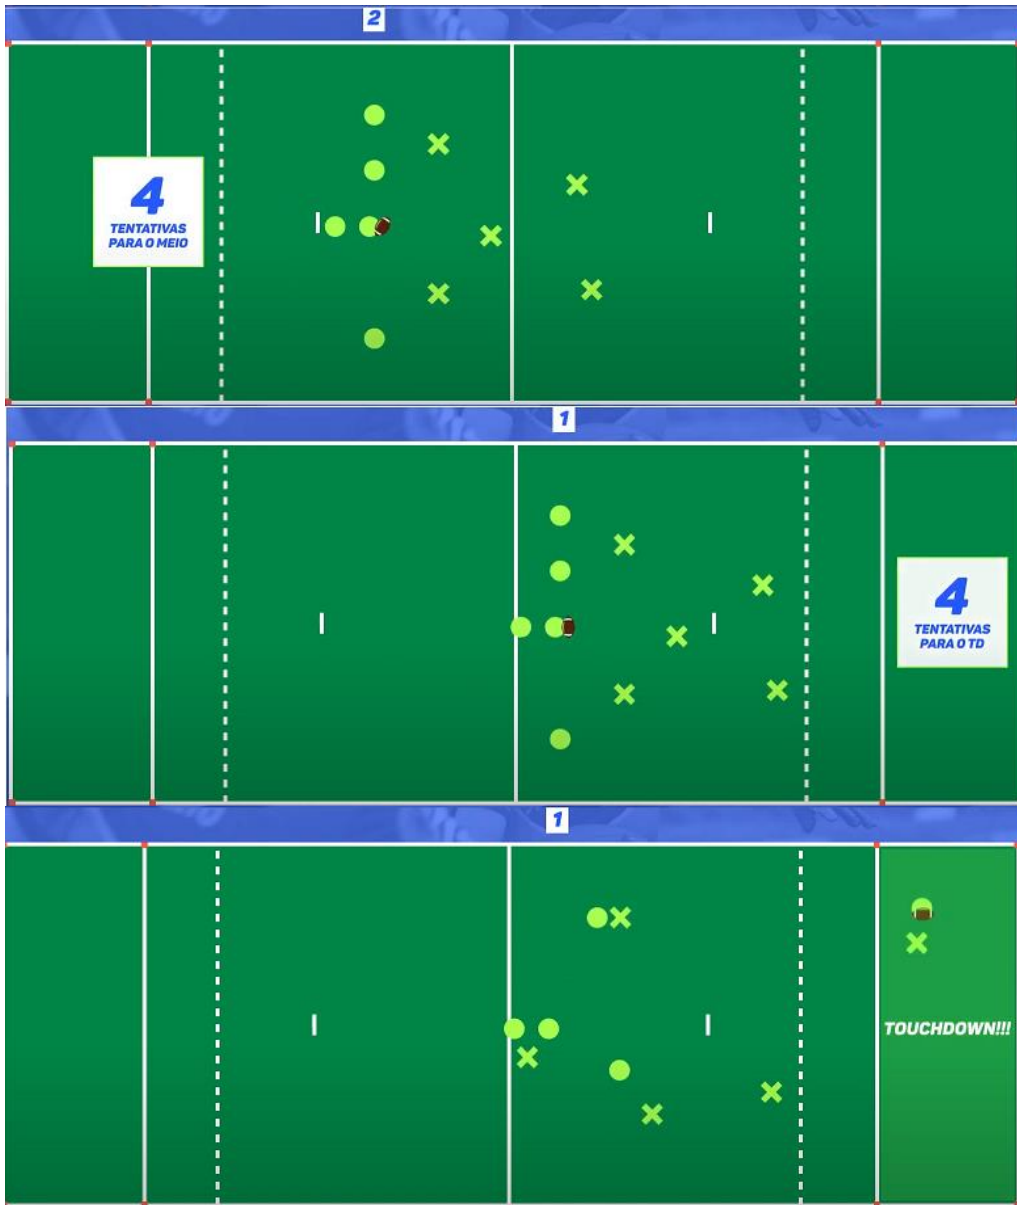 2
4
TENTATIVAS
PARA O MEIO
1
4
TENTATIVAS
PARA O TD
1
TOUCHDOWN!!!